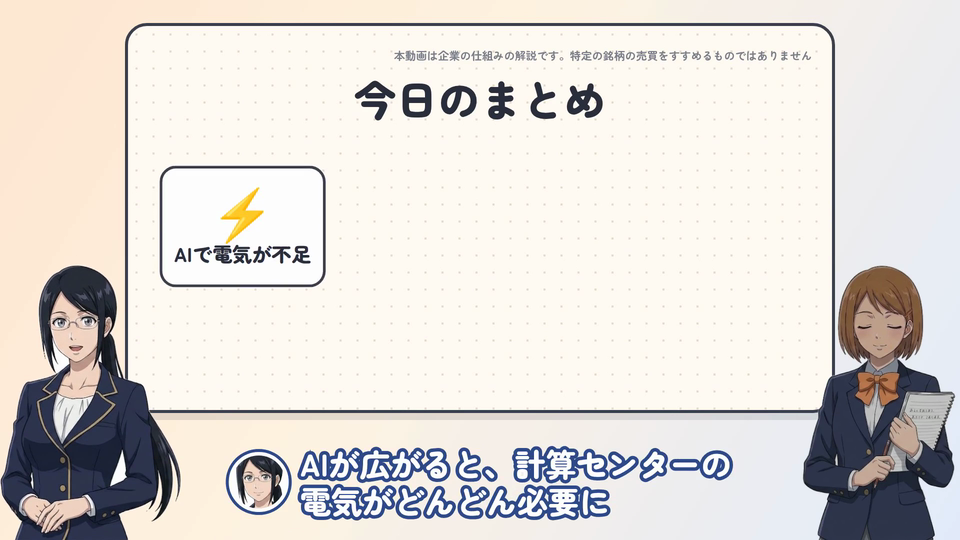 本動画は企業の仕組みの解説です。特定の銘柄の売買をすすめるものではありません
今日のまとめ
AIで電気が不足
AIが広がると、計算センターの
電気がどんどん必要に